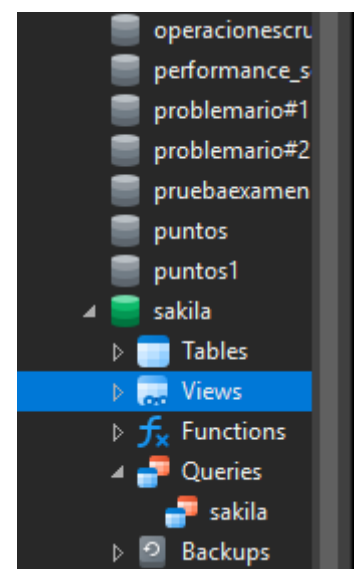 operacionescru
performance_s
problemario#1
problemario#2
pruebaexamen
puntos
puntos1
sakila
Tables
Views
Functions
Queries
sakila
Backups